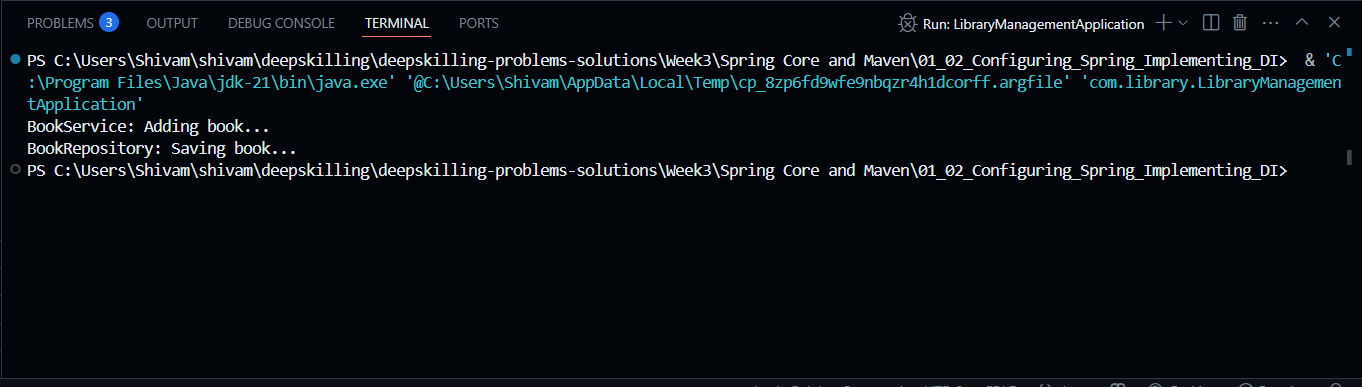 PROBLEMS 3 OUTPUT DEBUG CONSOLE TERMINAL PORTS Run: LibraryManagementApplication
PS C:\Users\Shivam\shivam\deepskilling\deepskilling-problems-solutions\Week3\Spring Core and Maven\01_02_Configuring_Spring_Implementing_DI>  & 'C
:\Program Files\Java\jdk-21\bin\java.exe' '@C:\Users\Shivam\AppData\Local\Temp\cp_8zp6fd9wfe9nbqzr4h1dcorff.argfile' 'com.library.LibraryManagemen
tApplication'
BookService: Adding book...
BookRepository: Saving book...
PS C:\Users\Shivam\shivam\deepskilling\deepskilling-problems-solutions\Week3\Spring Core and Maven\01_02_Configuring_Spring_Implementing_DI>